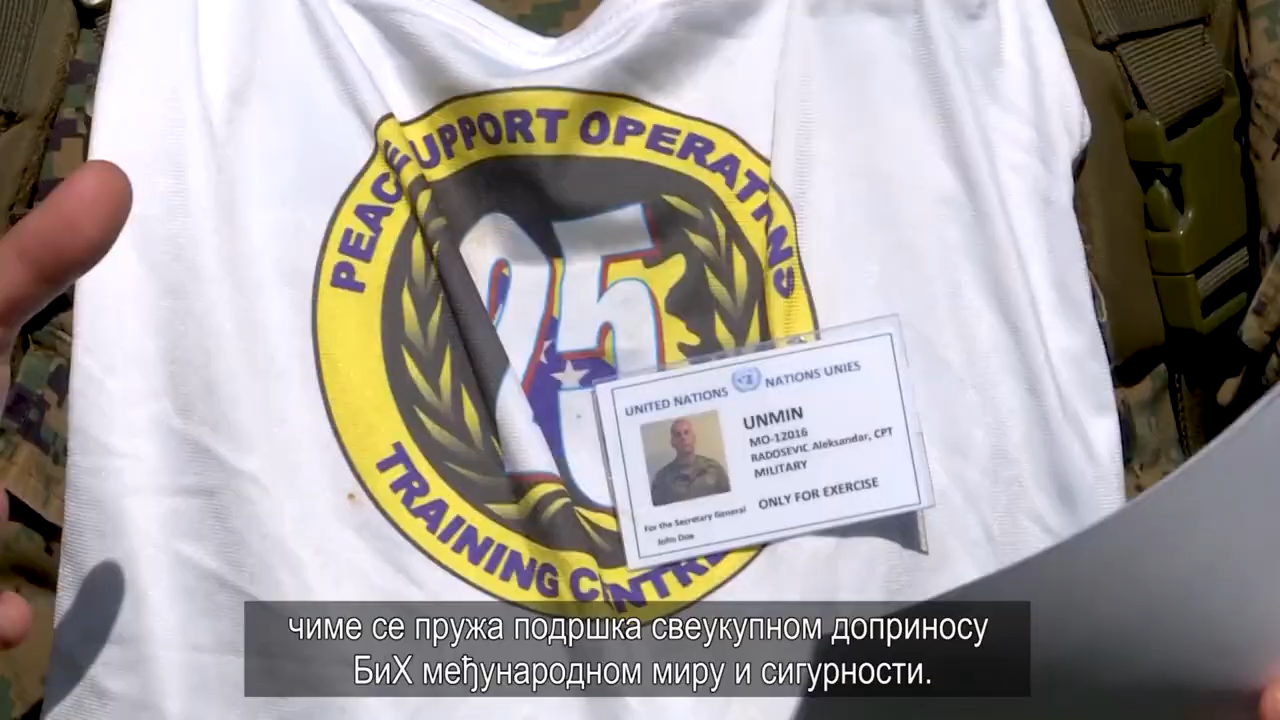 PEACE SUPPORT OPERATINS
25
TRAINING CENTRE
UNITED NATIONS NATIONS UNIES
UNMIN
MO-12016
RADOSEVIC Aleksandar, CPT
MILITARY
ONLY FOR EXERCISE
For the Secretary General
John Doe
чиме се пружа подршка свеукупном доприносу
БиХ међународном миру и сигурности.